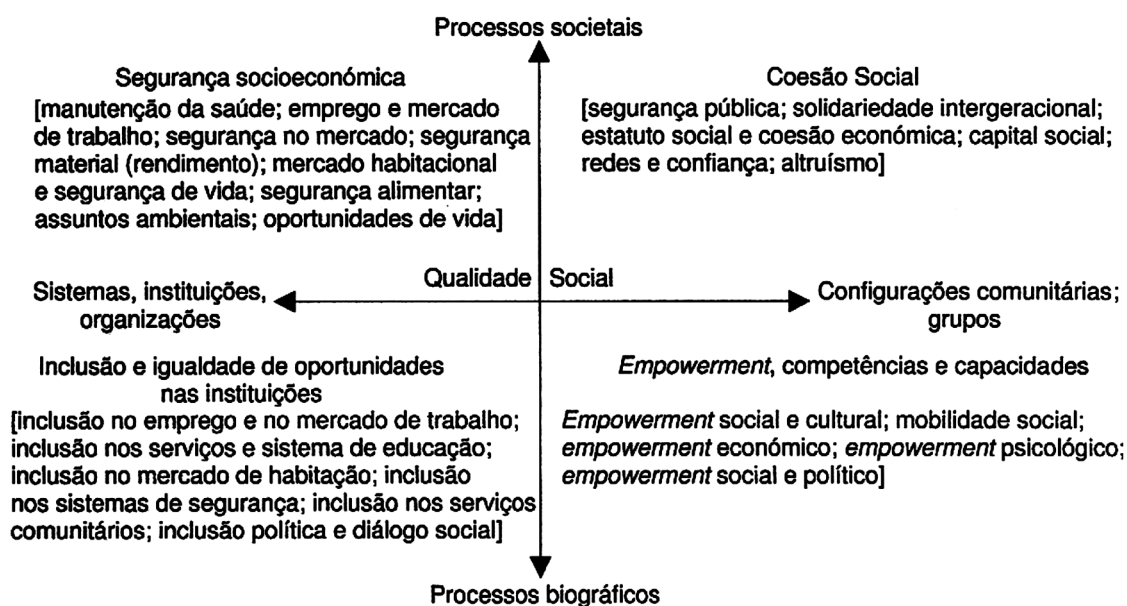 Processos societais
Segurança socioeconómica
[manutenção da saúde; emprego e mercado
de trabalho; segurança no mercado; segurança
material (rendimento); mercado habitacional
e segurança de vida; segurança alimentar;
assuntos ambientais; oportunidades de vida]
Coesão Social
[segurança pública; solidariedade intergeracional;
estatuto social e coesão económica; capital social;
redes e confiança; altruísmo]
Qualidade Social
Sistemas, instituições,
organizações
Configurações comunitárias;
grupos
Inclusão e igualdade de oportunidades
nas instituições
[inclusão no emprego e no mercado de trabalho;
inclusão nos serviços e sistema de educação;
inclusão no mercado de habitação; inclusão
nos sistemas de segurança; inclusão nos serviços
comunitários; inclusão política e diálogo social]
Empowerment, competências e capacidades
Empowerment social e cultural; mobilidade social;
empowerment económico; empowerment psicológico;
empowerment social e político]
Processos biográficos